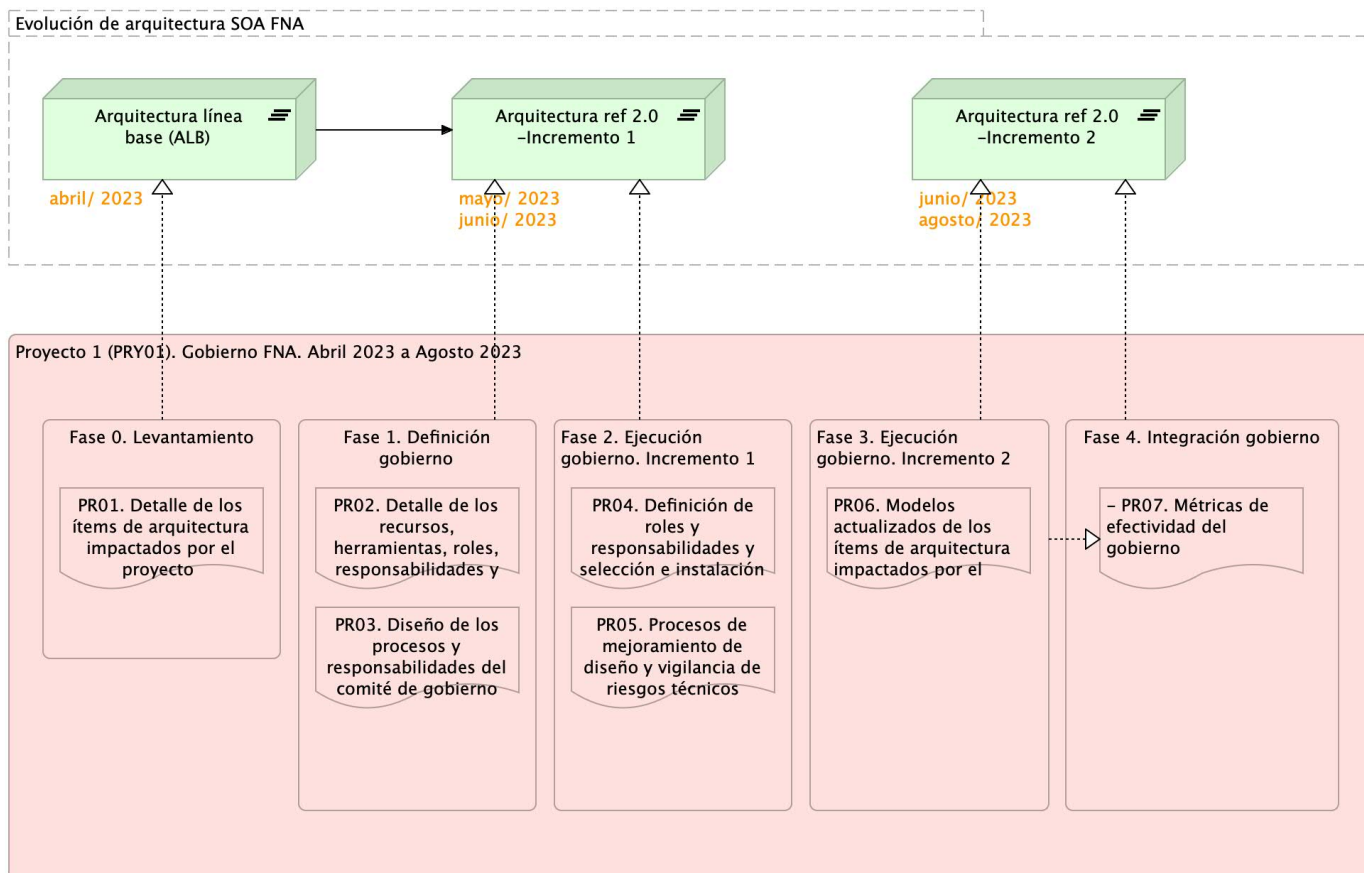 Evolución de arquitectura SOA FNA
Arquitectura línea
base (ALB)
Arquitectura ref 2.0
-Incremento 1
Arquitectura ref 2.0
-Incremento 2
abril/ 2023
mayo/ 2023
junio/ 2023
junio/ 2023
agosto/ 2023
Proyecto 1 (PRY01). Gobierno FNA. Abril 2023 a Agosto 2023
Fase 0. Levantamiento
PR01. Detalle de los
ítems de arquitectura
impactados por el
proyecto
Fase 1. Definición
gobierno
PR02. Detalle de los
recursos,
herramientas, roles,
responsabilidades y
PR03. Diseño de los
procesos y
responsabilidades del
comité de gobierno
Fase 2. Ejecución
gobierno. Incremento 1
PR04. Definición de
roles y
responsabilidades y
selección e instalación
PR05. Procesos de
mejoramiento de
diseño y vigilancia de
riesgos técnicos
Fase 3. Ejecución
gobierno. Incremento 2
PR06. Modelos
actualizados de los
ítems de arquitectura
impactados por el
Fase 4. Integración gobierno
- PR07. Métricas de
efectividad del
gobierno